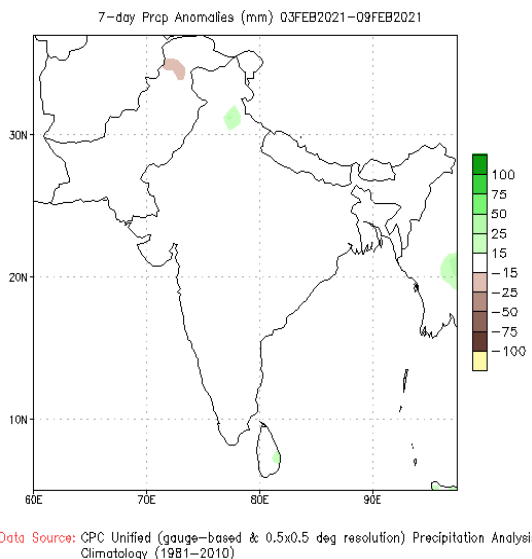 7-day Prcp Anomalies (mm) 03FEB2021-09FEB2021
30N
20N
10N
60E
70E
80E
90E
100
75
50
25
15
-15
-25
-50
-75
-100
Data Source: CPC Unified (gauge-based & 0.5x0.5 deg resolution) Precipitation Analysi
Climatology (1981-2010)